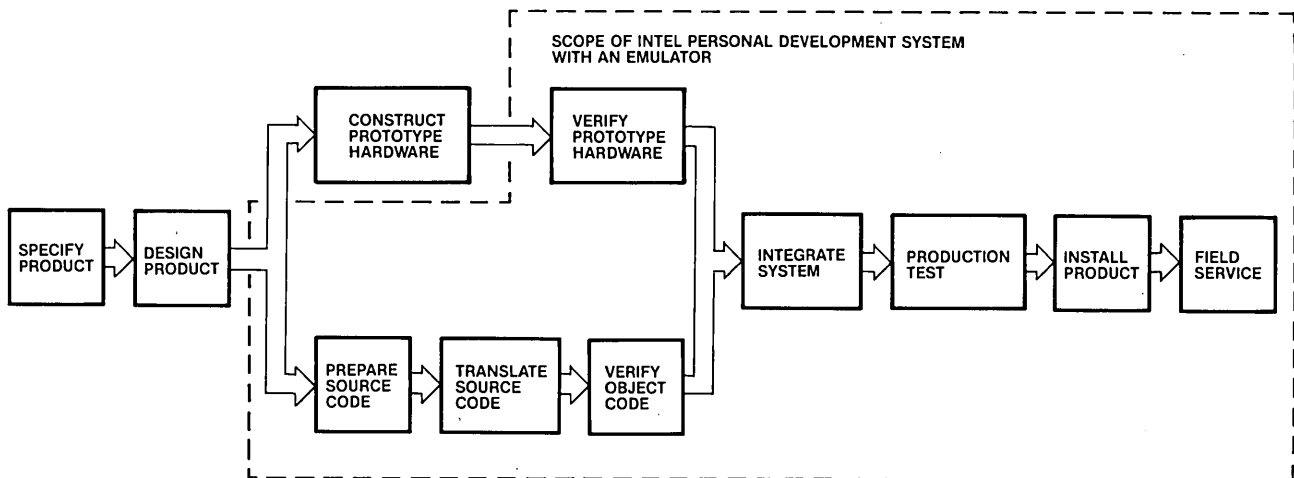 SCOPE OF INTEL PERSONAL DEVELOPMENT SYSTEM
WITH AN EMULATOR
CONSTRUCT
PROTOTYPE
HARDWARE
VERIFY
PROTOTYPE
HARDWARE
SPECIFY
PRODUCT
DESIGN
PRODUCT
INTEGRATE
SYSTEM
PRODUCTION
TEST
INSTALL
PRODUCT
FIELD
SERVICE
PREPARE
SOURCE
CODE
TRANSLATE
SOURCE
CODE
VERIFY
OBJECT
CODE